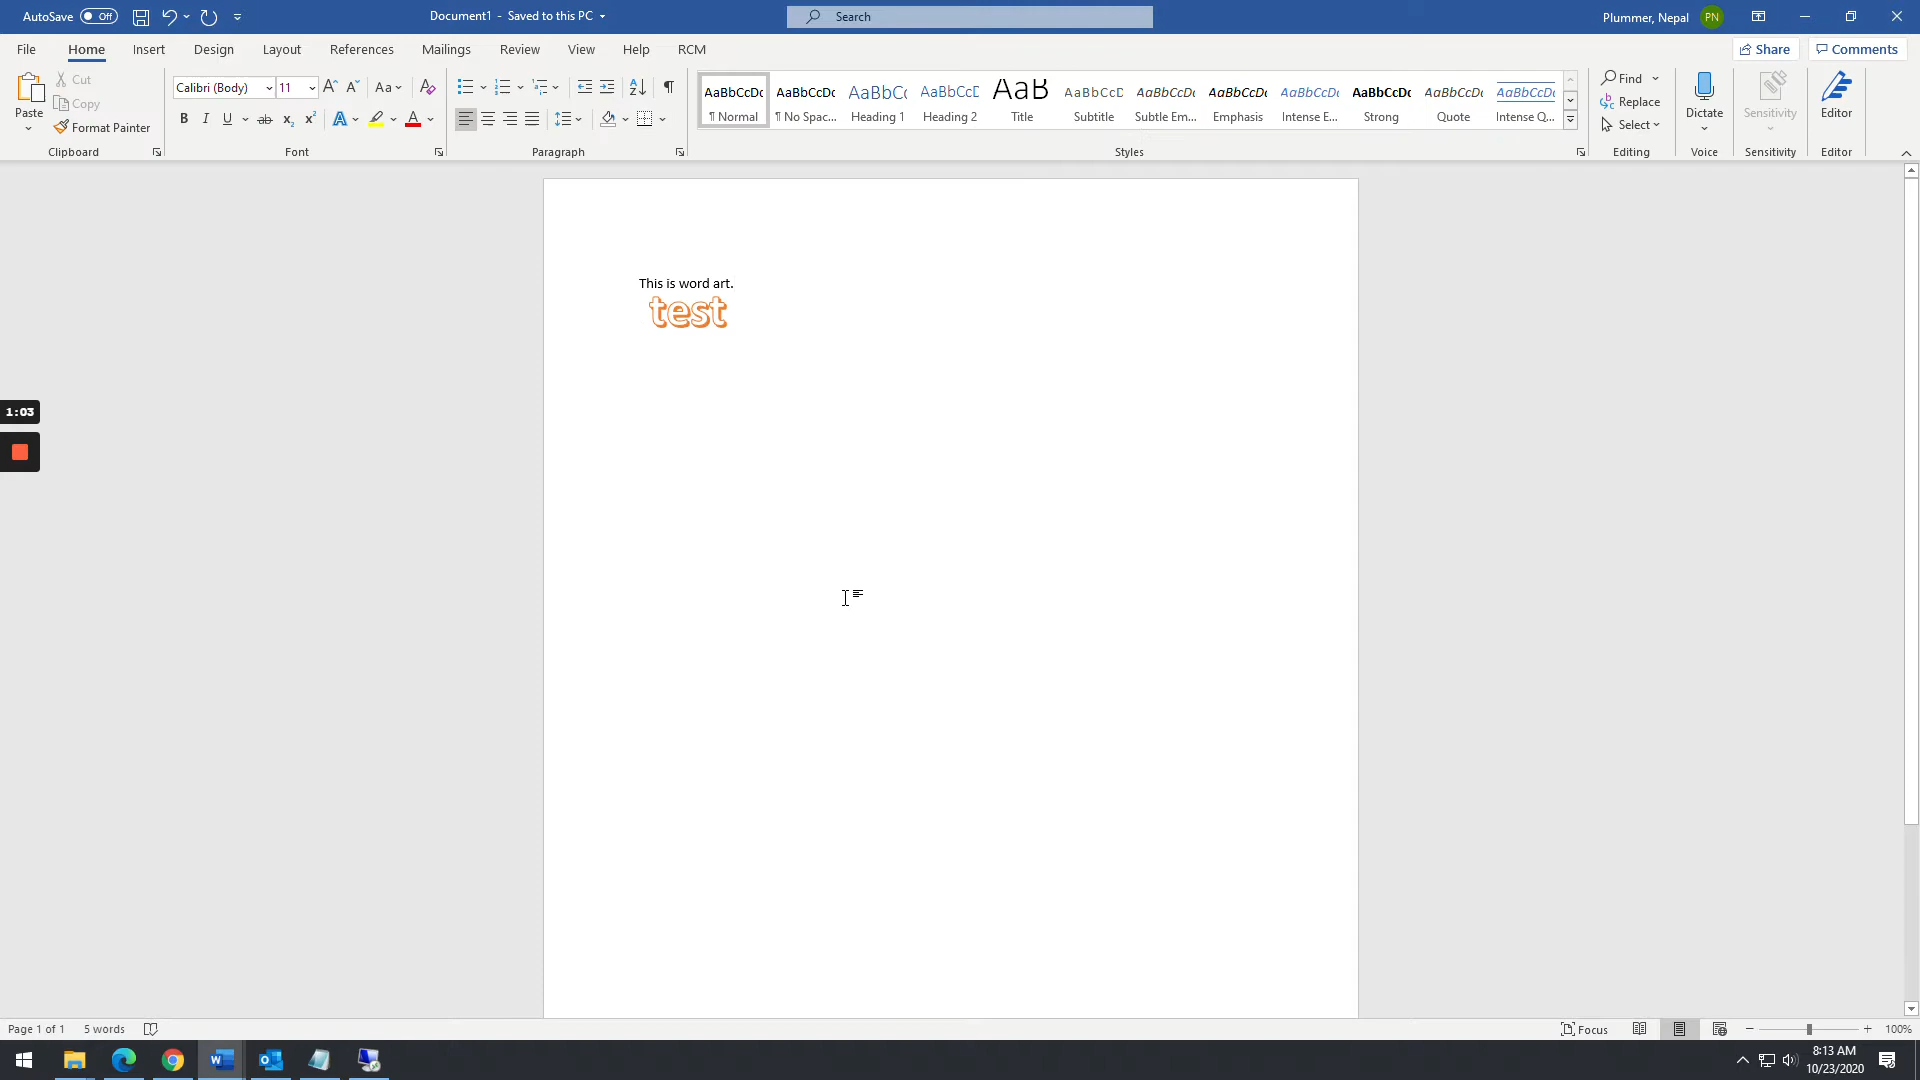 AutoSave Off Document1 - Saved to this PC Search Plummer, Nepal PN
File Home Insert Design Layout References Mailings Review View Help RCM Share Comments
Paste Cut Copy Format Painter
Calibri (Body) 11 Aa
AaBbCcDc AaBbCcDc AaBbCc AaBbCcD AaB AaBbCcD AaBbCcDc AaBbCcDc AaBbCcDc AaBbCcDc AaBbCcDc AaBbCcDc
¶ Normal ¶ No Spac... Heading 1 Heading 2 Title Subtitle Subtle Em... Emphasis Intense E... Strong Quote Intense Q...
Find Replace Select
Dictate Sensitivity Editor
Clipboard Font Paragraph Styles Editing Voice Sensitivity Editor
This is word art.
test
1:03
Page 1 of 1 5 words Focus 100%
8:13 AM
10/23/2020